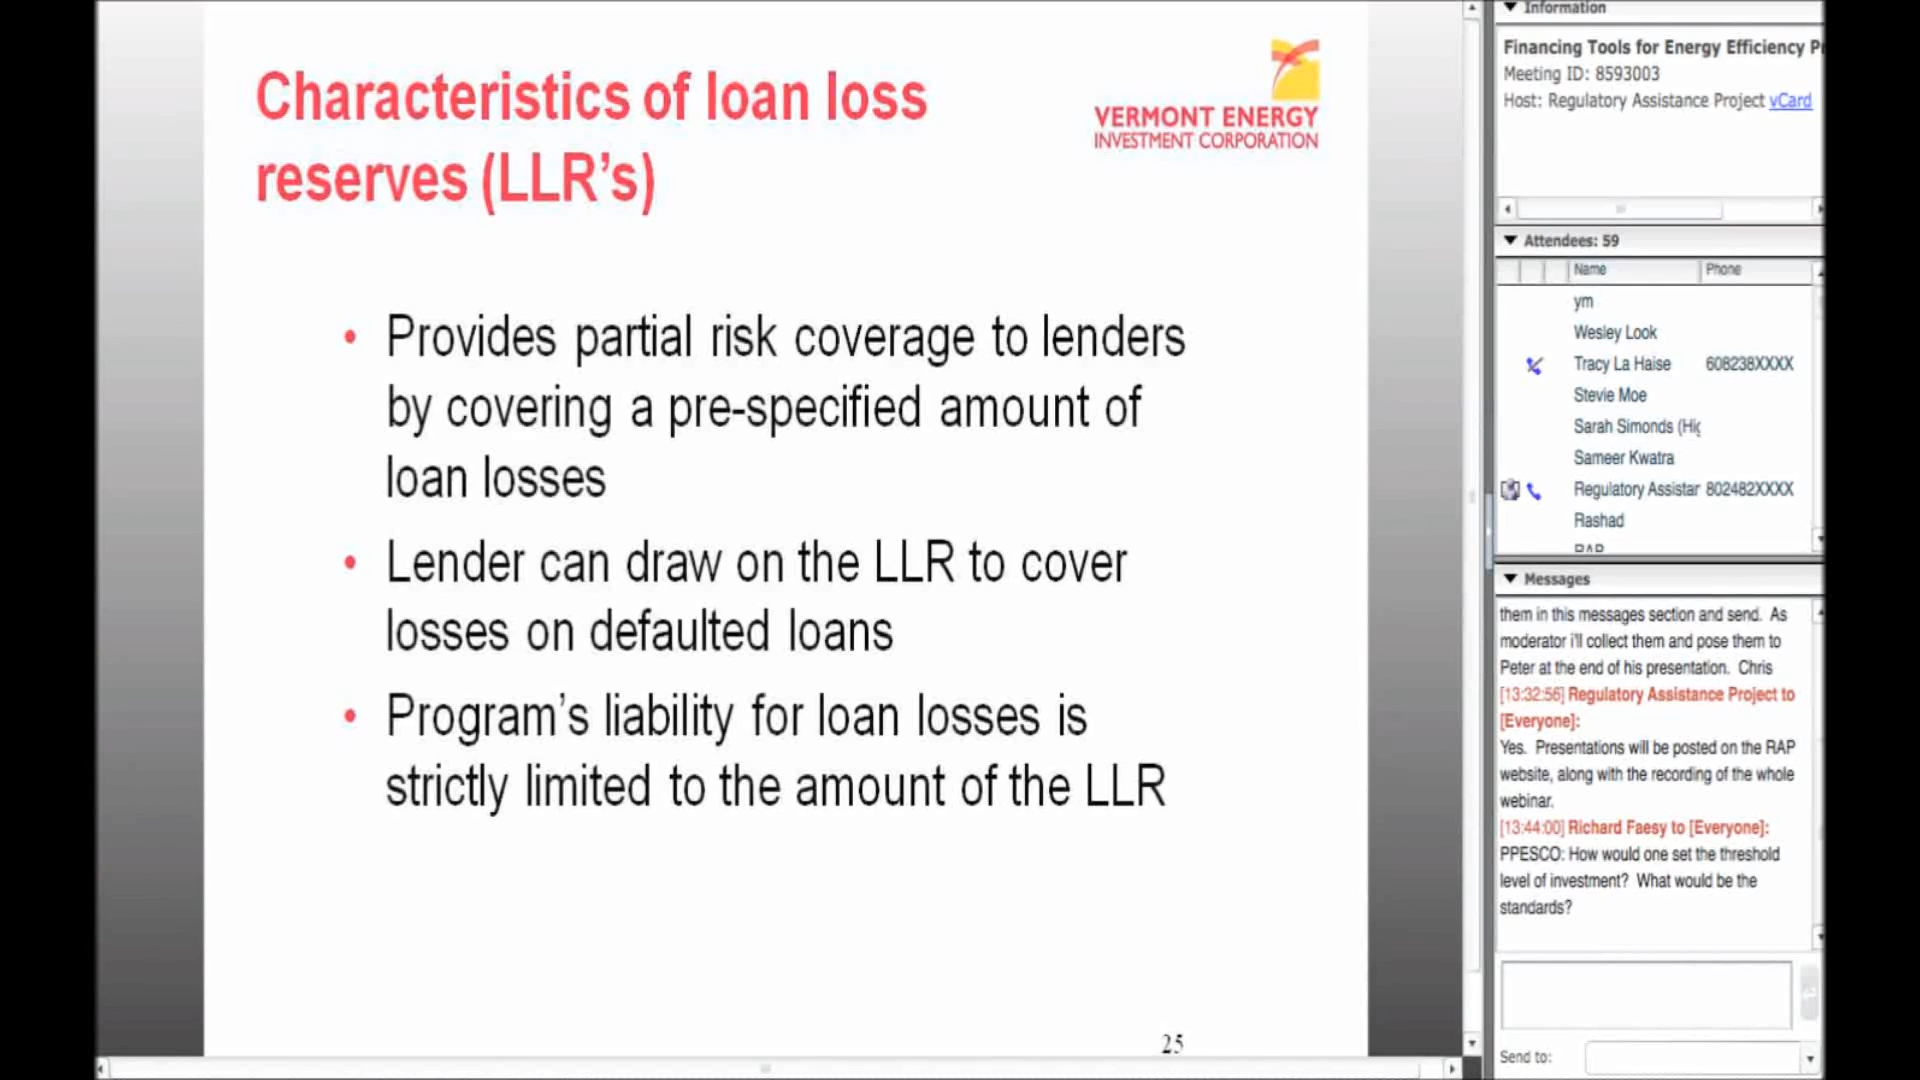 Characteristics of loan loss
reserves (LLR’s)
VERMONT ENERGY
INVESTMENT CORPORATION
• Provides partial risk coverage to lenders
by covering a pre-specified amount of
loan losses
• Lender can draw on the LLR to cover
losses on defaulted loans
• Program’s liability for loan losses is
strictly limited to the amount of the LLR
25
Information
Financing Tools for Energy Efficiency
Meeting ID: 8593003
Host: Regulatory Assistance Project vCard
Attendees: 59
Name Phone
ym
Wesley Look
Tracy La Haise 608238XXXX
Stevie Moe
Sarah Simonds
Sameer Kwatra
Regulatory Assistar 802482XXXX
Rashad
RAP
Messages
them in this messages section and send. As
moderator i'll collect them and pose them to
Peter at the end of his presentation. Chris
[13:32:56] Regulatory Assistance Project to
[Everyone]:
Yes. Presentations will be posted on the RAP
website, along with the recording of the whole
webinar.
[13:44:00] Richard Faesy to [Everyone]:
PPESCO: How would one set the threshold
level of investment? What would be the
standards?
Send to: